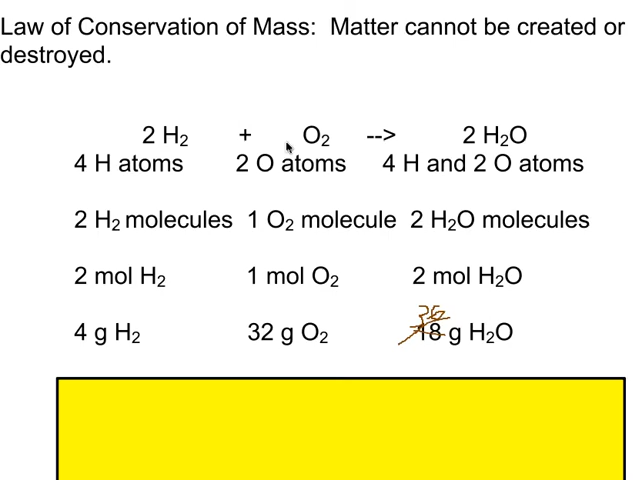 Law of Conservation of Mass: Matter cannot be created or
destroyed.
2 H₂ + O₂ --> 2 H₂O
4 H atoms 2 O atoms 4 H and 2 O atoms
2 H₂ molecules 1 O₂ molecule 2 H₂O molecules
2 mol H₂ 1 mol O₂ 2 mol H₂O
36
4 g H₂ 32 g O₂ 18 g H₂O